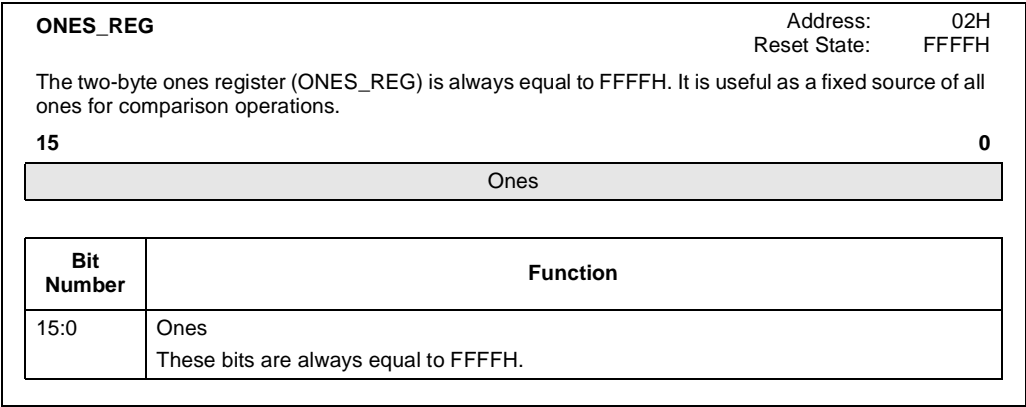 ONES_REG Address: 02H
Reset State: FFFFH
The two-byte ones register (ONES_REG) is always equal to FFFFH. It is useful as a fixed source of all
ones for comparison operations.
15 0
Ones
Bit
Number
Function
15:0 Ones
These bits are always equal to FFFFH.